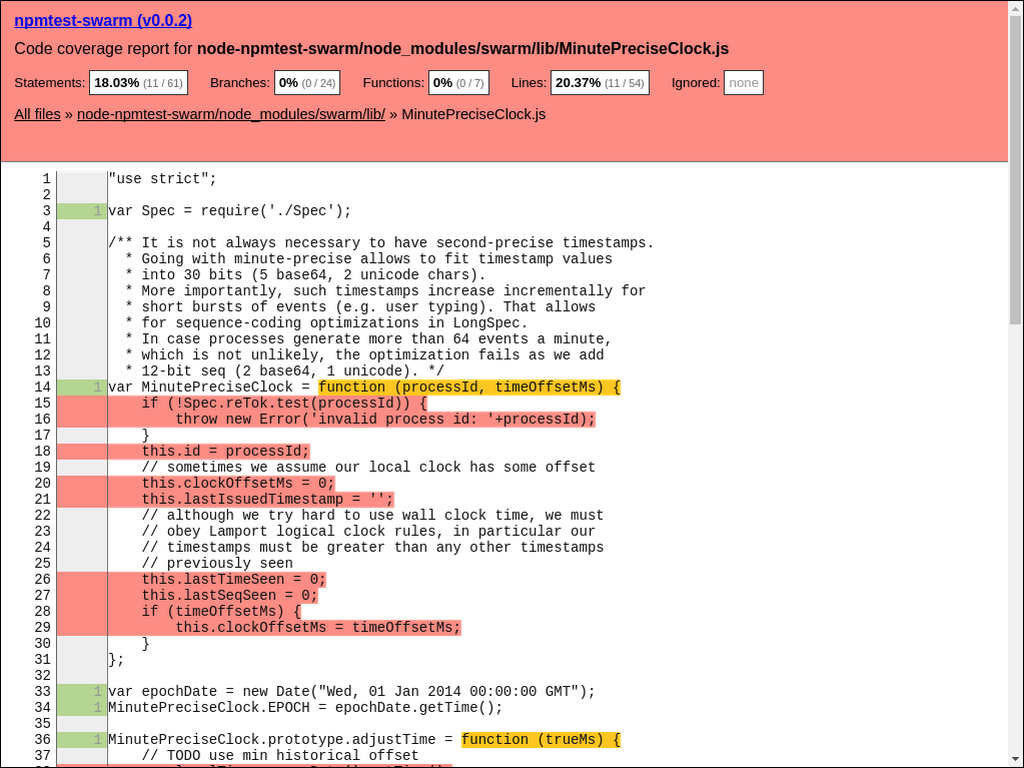 npmtest-swarm (v0.0.2)
Code coverage report for node-npmtest-swarm/node_modules/swarm/lib/MinutePreciseClock.js
Statements: 18.03% (11 / 61) Branches: 0% (0 / 24) Functions: 0% (0 / 7) Lines: 20.37% (11 / 54) Ignored: none
All files » node-npmtest-swarm/node_modules/swarm/lib/ » MinutePreciseClock.js
1 "use strict";
2
3 1 var Spec = require('./Spec');
4
5 /** It is not always necessary to have second-precise timestamps.
6 * Going with minute-precise allows to fit timestamp values
7 * into 30 bits (5 base64, 2 unicode chars).
8 * More importantly, such timestamps increase incrementally for
9 * short bursts of events (e.g. user typing). That allows
10 * for sequence-coding optimizations in LongSpec.
11 * In case processes generate more than 64 events a minute,
12 * which is not unlikely, the optimization fails as we add
13 * 12-bit seq (2 base64, 1 unicode). */
14 1 var MinutePreciseClock = function (processId, timeOffsetMs) {
15 if (!Spec.reTok.test(processId)) {
16 throw new Error('invalid process id: '+processId);
17 }
18 this.id = processId;
19 // sometimes we assume our local clock has some offset
20 this.clockOffsetMs = 0;
21 this.lastIssuedTimestamp = '';
22 // although we try hard to use wall clock time, we must
23 // obey Lamport logical clock rules, in particular our
24 // timestamps must be greater than any other timestamps
25 // previously seen
26 this.lastTimeSeen = 0;
27 this.lastSeqSeen = 0;
28 if (timeOffsetMs) {
29 this.clockOffsetMs = timeOffsetMs;
30 }
31 };
32
33 1 var epochDate = new Date("Wed, 01 Jan 2014 00:00:00 GMT");
34 1 MinutePreciseClock.EPOCH = epochDate.getTime();
35
36 1 MinutePreciseClock.prototype.adjustTime = function (trueMs) {
37 // TODO use min historical offset